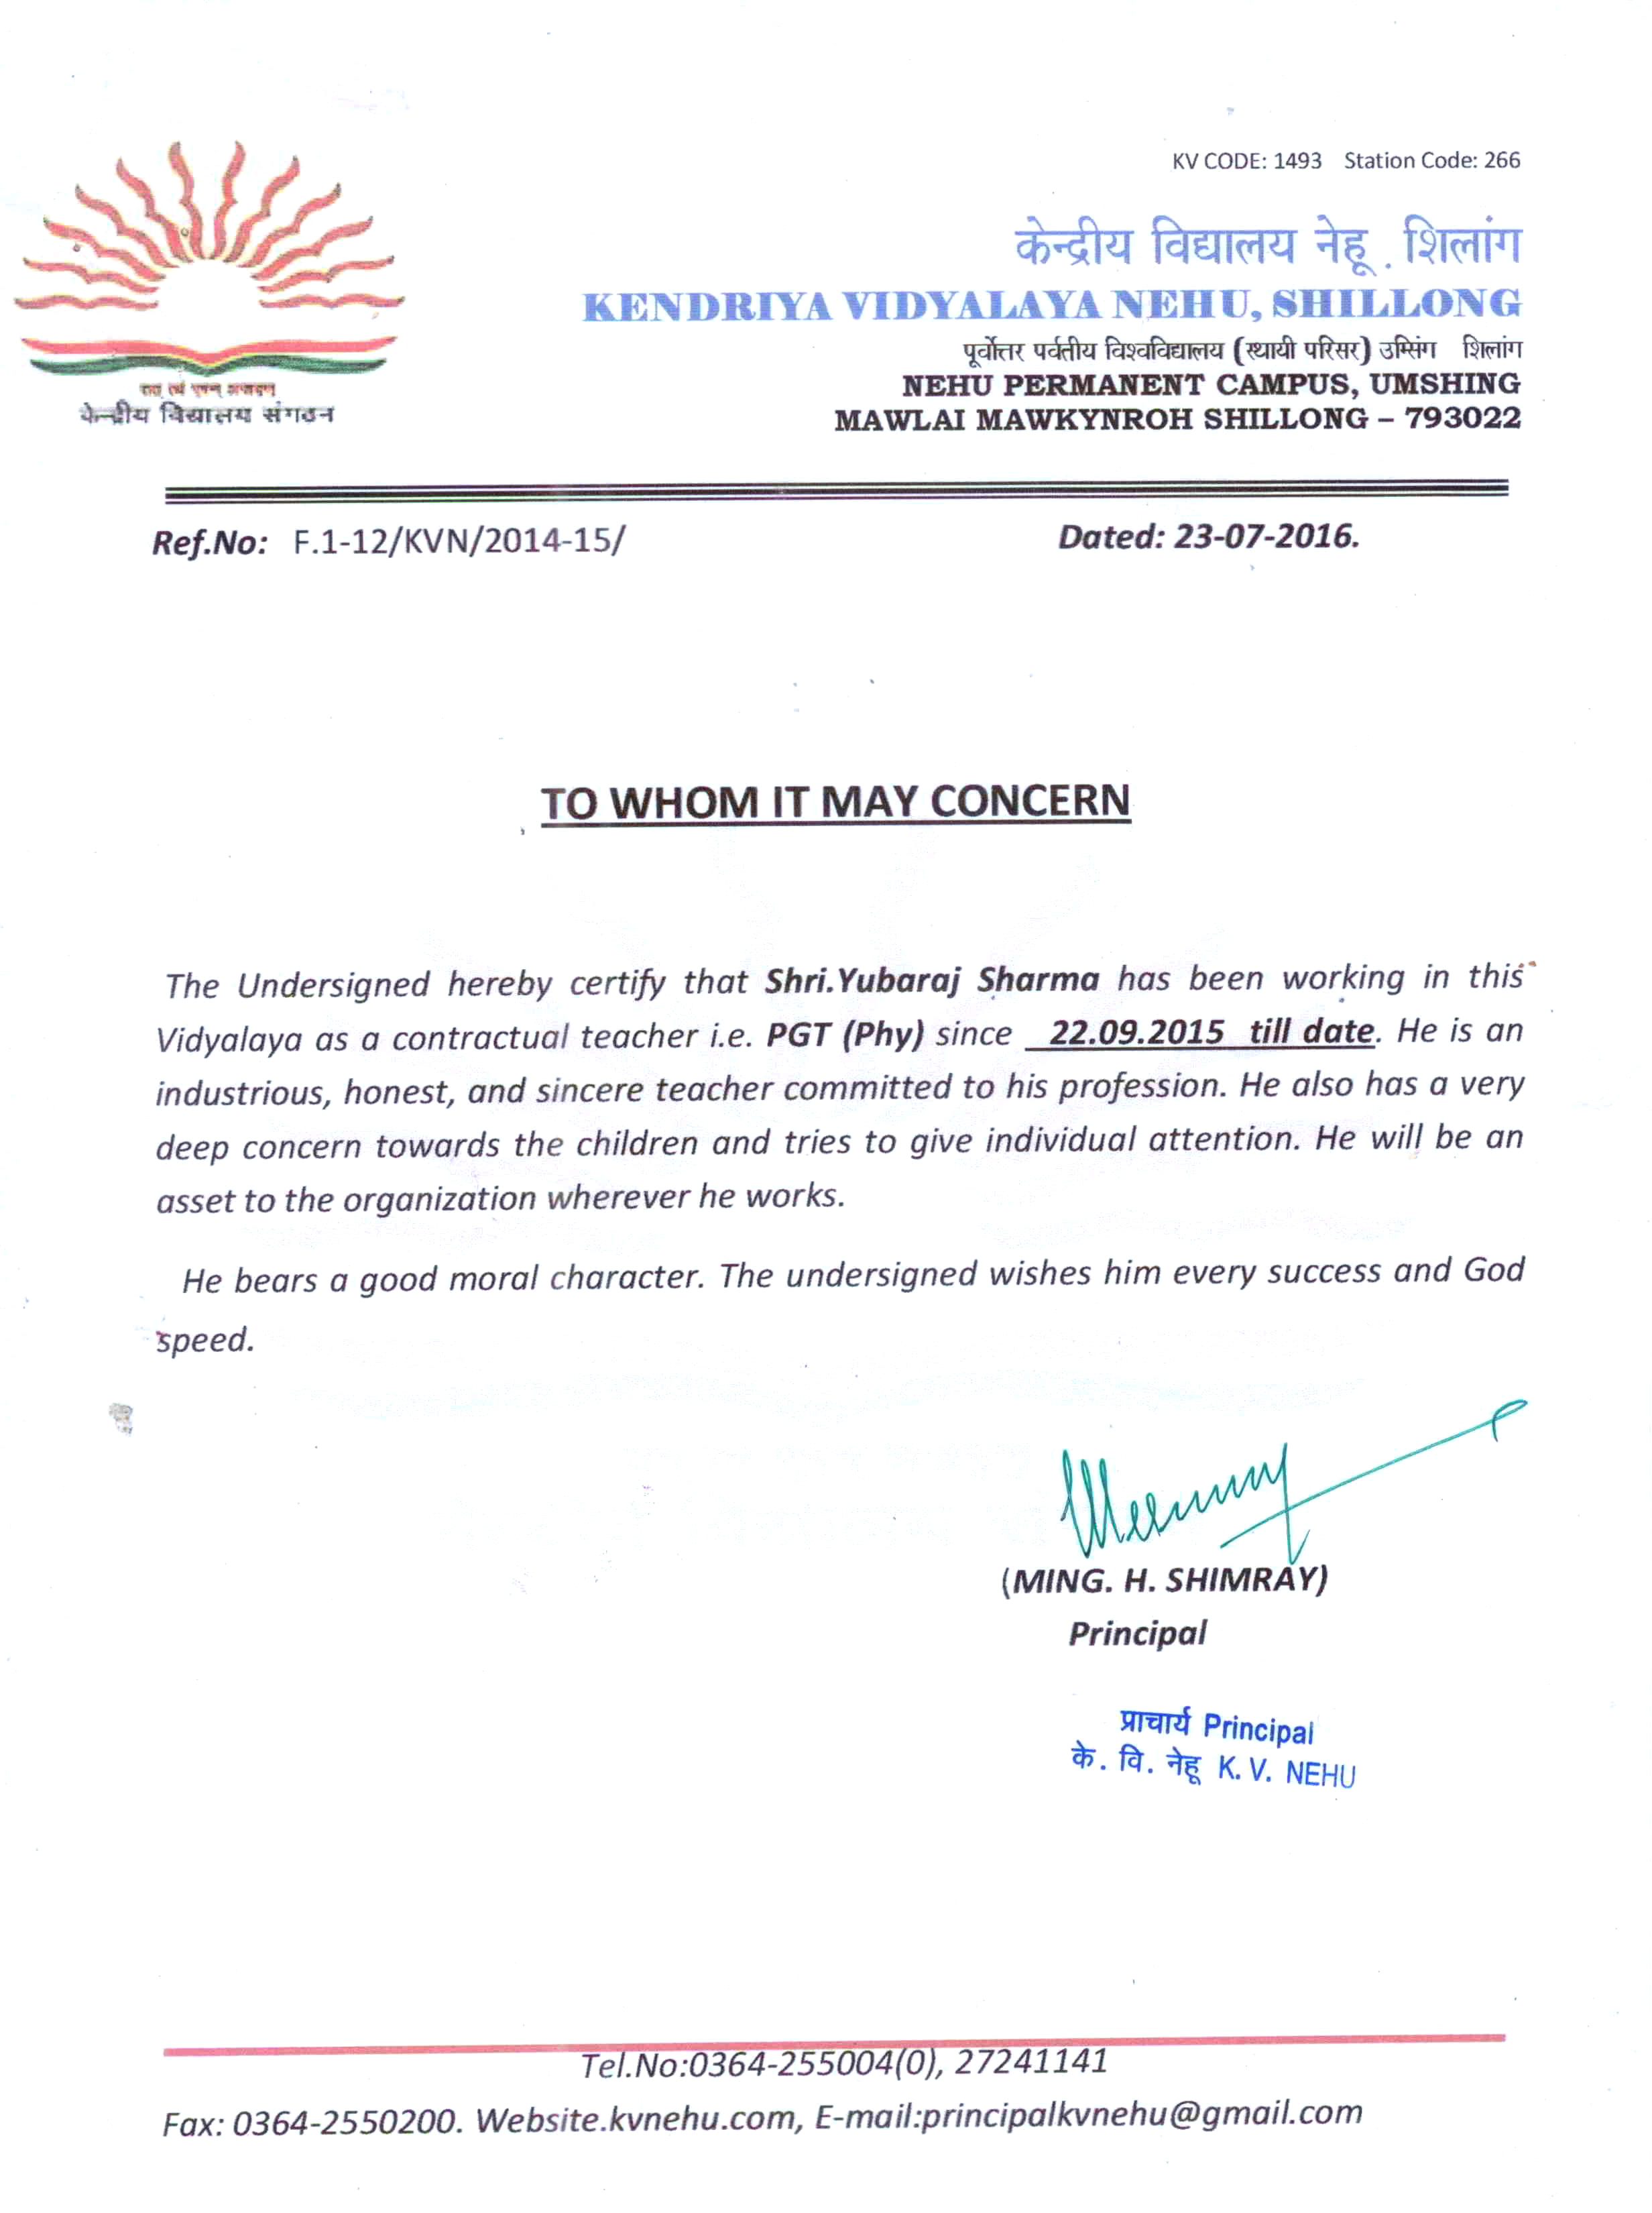 KV CODE: 1493 Station Code: 266
केन्द्रीय विद्यालय नेहू . शिलांग
KENDRIYA VIDYALAYA NEHU, SHILLONG
पूर्वोत्तर पर्वतीय विश्वविद्यालय (स्थायी परिसर) उम्सिंग शिलांग
NEHU PERMANENT CAMPUS, UMSHING
MAWLAI MAWKYNROH SHILLONG – 793022
केन्द्रीय विद्यालय संगठन
Ref.No: F.1-12/KVN/2014-15/
Dated: 23-07-2016.
TO WHOM IT MAY CONCERN
The Undersigned hereby certify that Shri.Yubaraj Sharma has been working in this
Vidyalaya as a contractual teacher i.e. PGT (Phy) since 22.09.2015 till date. He is an
industrious, honest, and sincere teacher committed to his profession. He also has a very
deep concern towards the children and tries to give individual attention. He will be an
asset to the organization wherever he works.
He bears a good moral character. The undersigned wishes him every success and God
speed.
(MING. H. SHIMRAY)
Principal
प्राचार्य Principal
के. वि. नेहू K. V. NEHU
Tel.No:0364-255004(0), 27241141
Fax: 0364-2550200. Website.kvnehu.com, E-mail:principalkvnehu@gmail.com